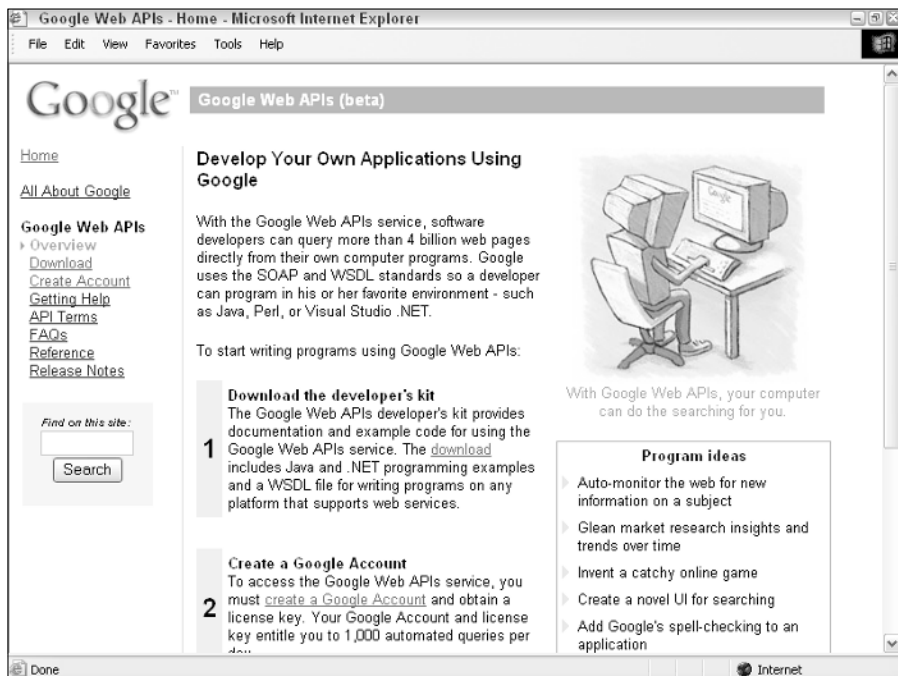 Google Web APIs - Home - Microsoft Internet Explorer
File Edit View Favorites Tools Help
Google™
Google Web APIs (beta)
Home
All About Google
Google Web APIs
Overview
Download
Create Account
Getting Help
API Terms
FAQs
Reference
Release Notes
Find on this site:
Search
Develop Your Own Applications Using
Google
With the Google Web APIs service, software
developers can query more than 4 billion web pages
directly from their own computer programs. Google
uses the SOAP and WSDL standards so a developer
can program in his or her favorite environment - such
as Java, Perl, or Visual Studio .NET.
To start writing programs using Google Web APIs:
1
Download the developer's kit
The Google Web APIs developer's kit provides
documentation and example code for using the
Google Web APIs service. The download
includes Java and .NET programming examples
and a WSDL file for writing programs on any
platform that supports web services.
2
Create a Google Account
To access the Google Web APIs service, you
must create a Google Account and obtain a
license key. Your Google Account and license
key entitle you to 1,000 automated queries per
Google
With Google Web APIs, your computer
can do the searching for you.
Program ideas
Auto-monitor the web for new
information on a subject
Glean market research insights and
trends over time
Invent a catchy online game
Create a novel UI for searching
Add Google's spell-checking to an
application
Done
Internet